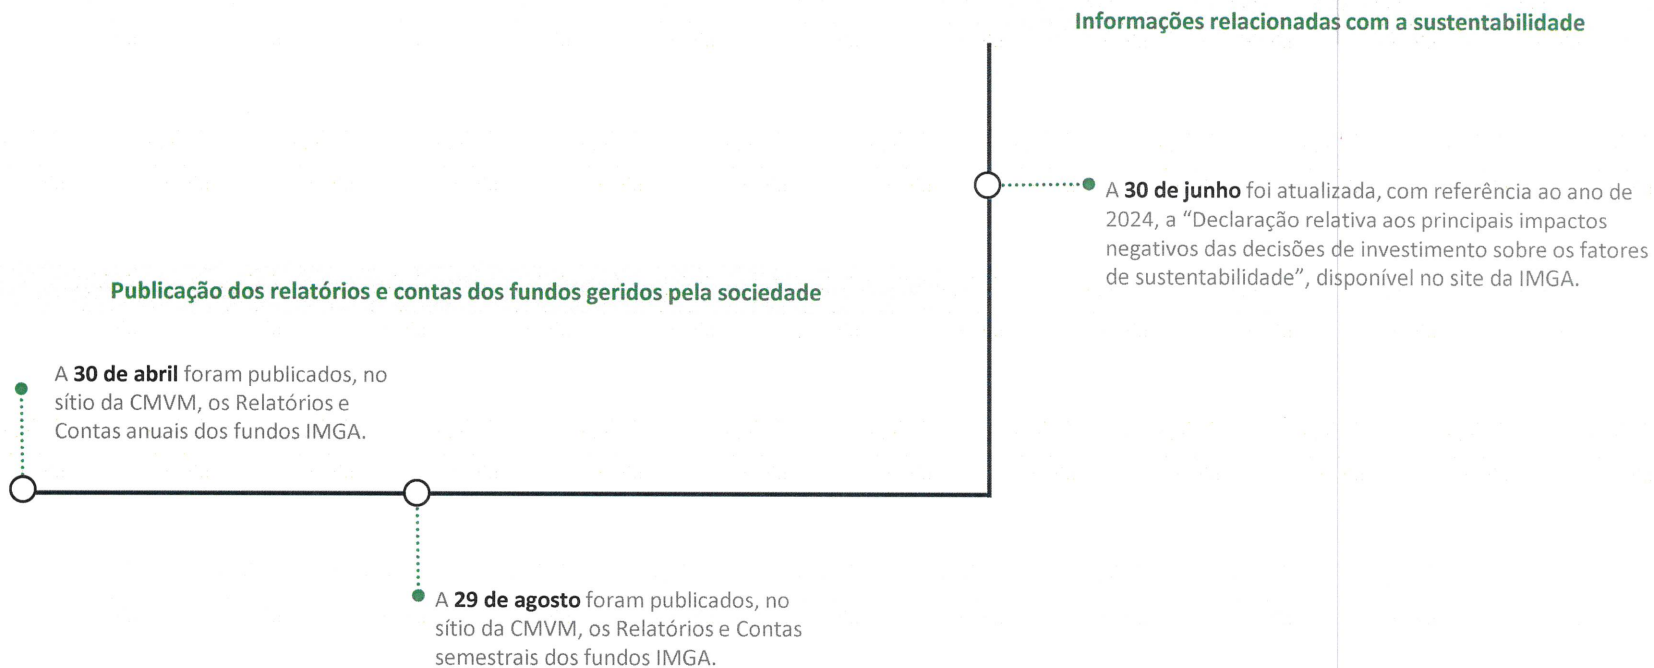 Informações relacionadas com a sustentabilidade
A 30 de junho foi atualizada, com referência ao ano de
2024, a “Declaração relativa aos principais impactos
negativos das decisões de investimento sobre os fatores
de sustentabilidade”, disponível no site da IMGA.
Publicação dos relatórios e contas dos fundos geridos pela sociedade
A 30 de abril foram publicados, no
sítio da CMVM, os Relatórios e
Contas anuais dos fundos IMGA.
A 29 de agosto foram publicados, no
sítio da CMVM, os Relatórios e Contas
semestrais dos fundos IMGA.